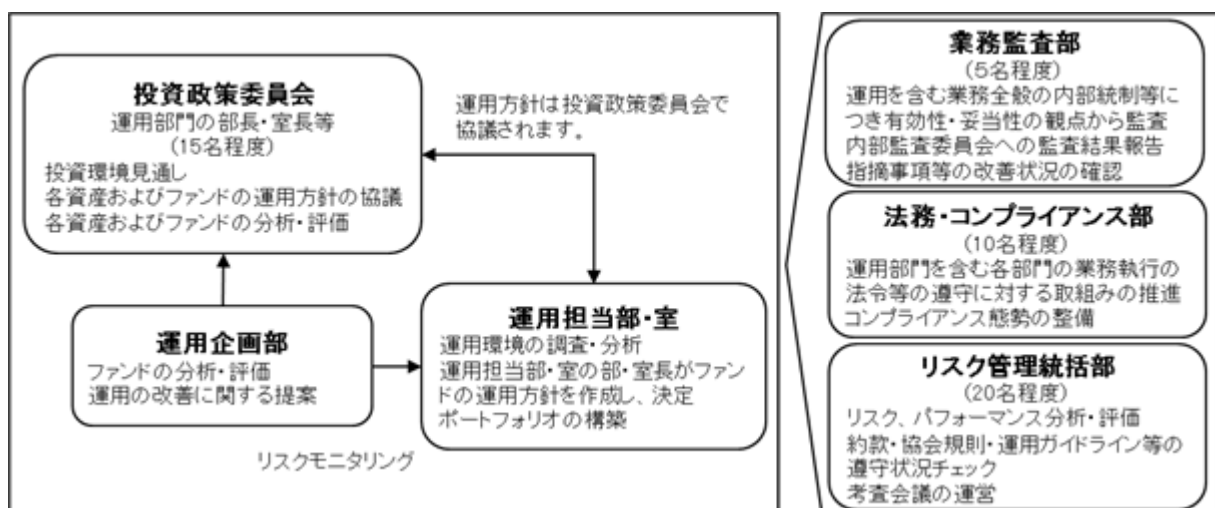 投資政策委員会
運用部門の部長・室長等
(15名程度)
投資環境見通し
各資産およびファンドの運用方針の協議
各資産およびファンドの分析・評価
運用方針は投資政策委員会で
協議されます。
運用企画部
ファンドの分析・評価
運用の改善に関する提案
運用担当部・室
運用環境の調査・分析
運用担当部・室の部・室長がファン
ドの運用方針を作成し、決定
ポートフォリオの構築
リスクモニタリング
業務監査部
(5名程度)
運用を含む業務全般の内部統制等に
つき有効性・妥当性の観点から監査
内部監査委員会への監査結果報告
指摘事項等の改善状況の確認
法務・コンプライアンス部
(10名程度)
運用部門を含む各部門の業務執行の
法令等の遵守に対する取組みの推進
コンプライアンス態勢の整備
リスク管理統括部
(20名程度)
リスク、パフォーマンス分析・評価
約款・協会規則・運用ガイドライン等の
遵守状況チェック
考査会議の運営